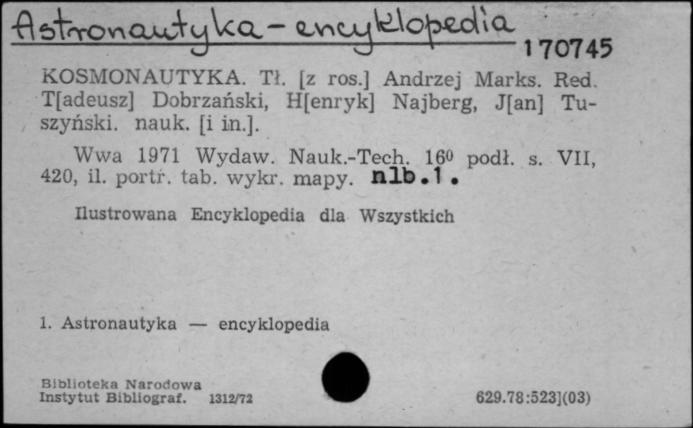 Astronautyka - encyklopedia
170745
KOSMONAUTYKA. Tł. [z ros.] Andrzej Marks. Red.
T[adeusz] Dobrzański, H[enryk] Najberg, J[an] Tu-
szyński. nauk. [i in.].
Wwa 1971 Wydaw. Nauk.-Tech. 16⁰ podł. s. VII,
420, il. portr. tab. wykr. mapy. nlb.1.
Ilustrowana Encyklopedia dla Wszystkich
1. Astronautyka — encyklopedia
Biblioteka Narodowa
Instytut Bibliograf. 1312/72
629.78:523](03)